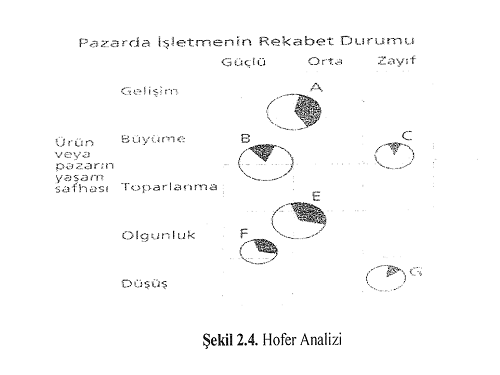 Pazarda İşletmenin Rekabet Durumu
Güçlü Orta Zayıf
Gelişim
A
Büyüme
B
C
Ürün
veya
pazarın
yaşam
safhası
Toparlanma
E
Olgunluk
F
G
Düşüş
Şekil 2.4. Hofer Analizi